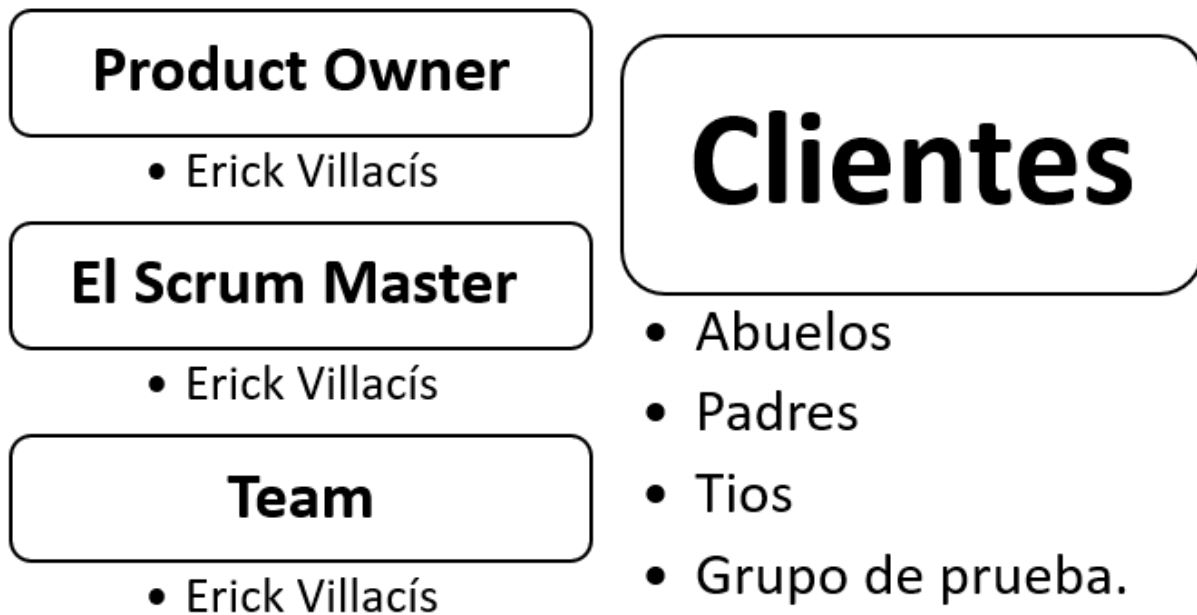 Product Owner
• Erick Villacís
El Scrum Master
• Erick Villacís
Team
• Erick Villacís
Clientes
• Abuelos
• Padres
• Tios
• Grupo de prueba.